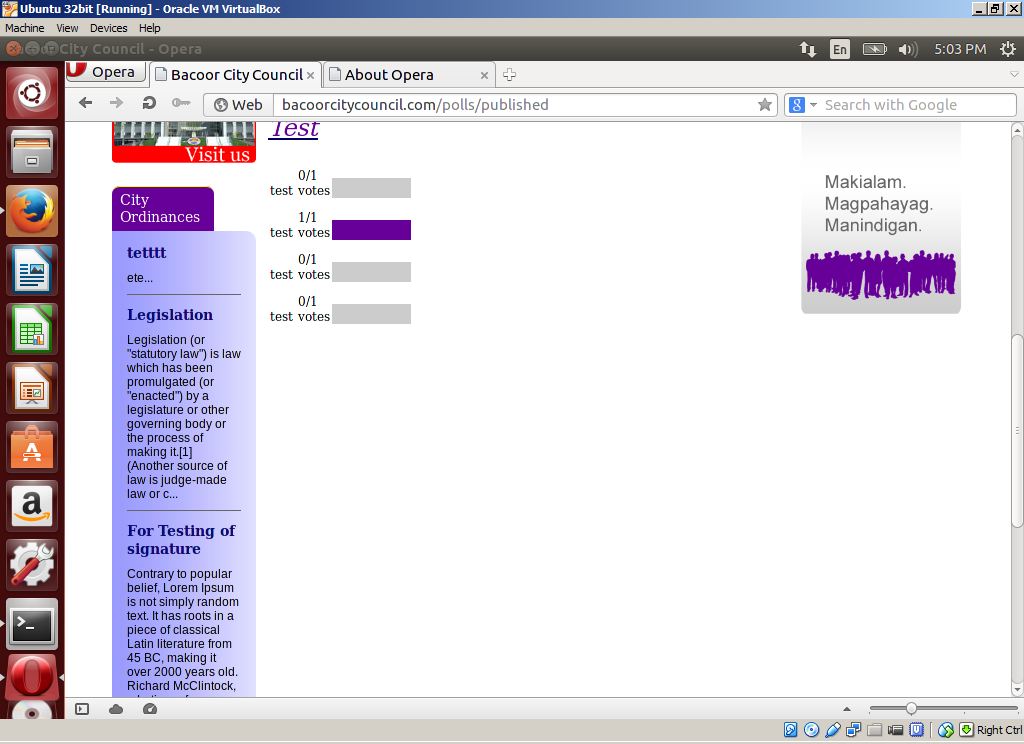 Ubuntu 32bit [Running] - Oracle VM VirtualBox
Machine View Devices Help
City Council - Opera
En
5:03 PM
Opera
Bacoor City Council
About Opera
Web
bacoorcitycouncil.com/polls/published
Search with Google
Visit us
Test
0/1
test votes
1/1
test votes
0/1
test votes
0/1
test votes
City
Ordinances
tetttt
ete...
Legislation
Legislation (or
"statutory law") is law
which has been
promulgated (or
"enacted") by a
legislature or other
governing body or
the process of
making it.[1]
(Another source of
law is judge-made
law or c...
For Testing of
signature
Contrary to popular
belief, Lorem Ipsum
is not simply random
text. It has roots in a
piece of classical
Latin literature from
45 BC, making it
over 2000 years old.
Richard McClintock,
Makialam.
Magpahayag.
Manindigan.
Right Ctrl